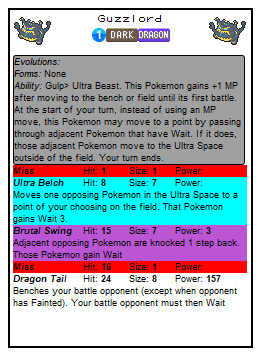 Guzzlord
1 DARK DRAGON
Evolutions:
Forms: None
Ability: Gulp> Ultra Beast. This Pokemon gains +1 MP
after moving to the bench or field until its first battle.
At the start of your turn, instead of using an MP
move, this Pokemon may move to a point by passing
through adjacent Pokemon that have Wait. If it does,
those adjacent Pokemon move to the Ultra Space
outside of the field. Your turn ends.
Miss Hit: 1 Size: 1 Power:
Ultra Belch Hit: 8 Size: 7 Power:
Moves one opposing Pokemon in the Ultra Space to a
point of your choosing on the field. That Pokemon
gains Wait 3.
Brutal Swing Hit: 15 Size: 7 Power: 3
Adjacent opposing Pokemon are knocked 1 step back.
Those Pokemon gain Wait
Miss Hit: 16 Size: 1 Power:
Dragon Tail Hit: 24 Size: 8 Power: 157
Benches your battle opponent (except when opponent
has Fainted). Your battle opponent must then Wait